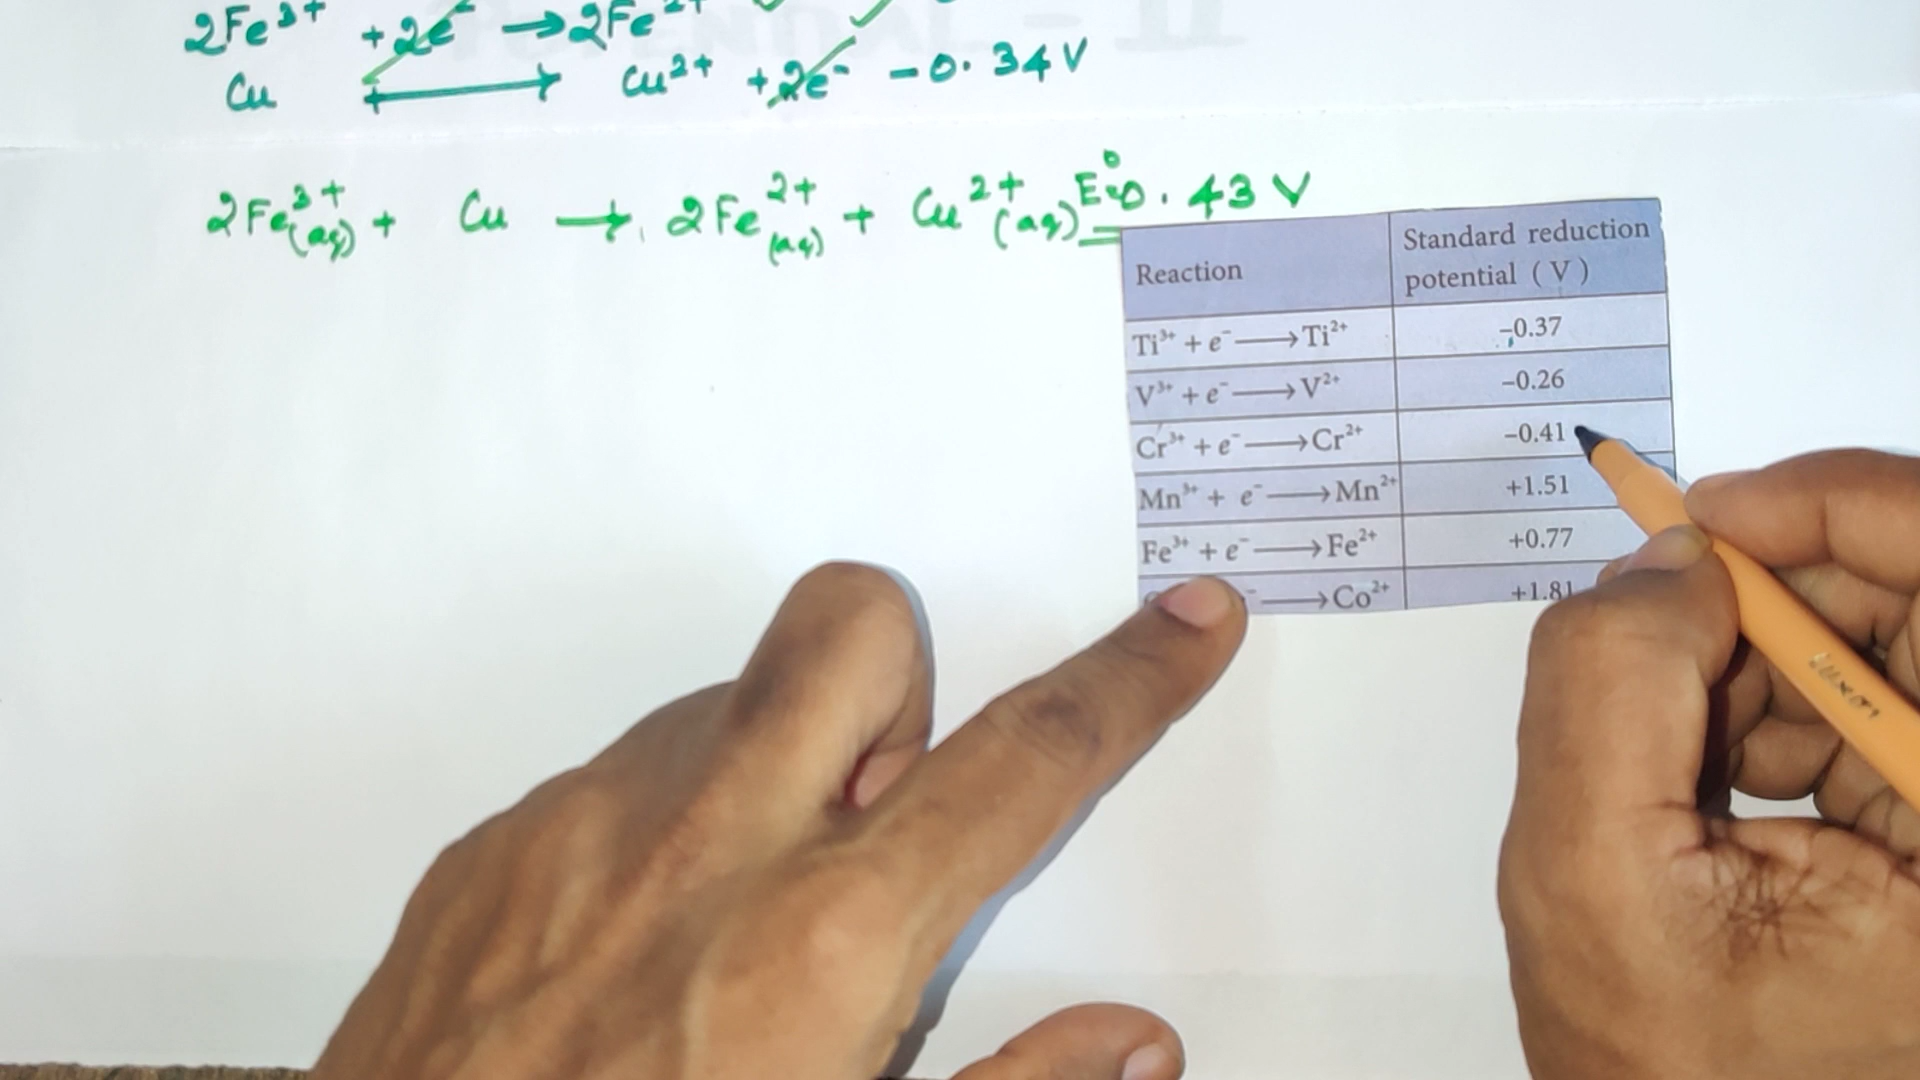 2Fe³⁺ + 2e⁻ → 2Fe²⁺
Cu ⟷ Cu²⁺ + 2e⁻ -0.34V
2Fe³⁺(aq) + Cu → 2Fe²⁺(aq) + Cu²⁺(aq) E°=0.43V
Reaction Standard reduction potential (V)
Ti³⁺ + e⁻ ⟶ Ti²⁺ -0.37
V³⁺ + e⁻ ⟶ V²⁺ -0.26
Cr³⁺ + e⁻ ⟶ Cr²⁺ -0.41
Mn³⁺ + e⁻ ⟶ Mn²⁺ +1.51
Fe³⁺ + e⁻ ⟶ Fe²⁺ +0.77
⟶ Co²⁺ +1.81